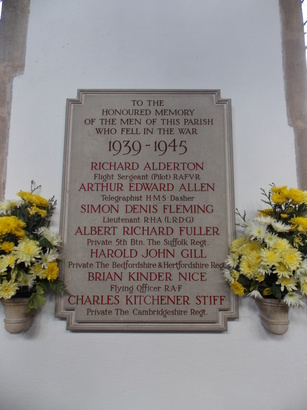 TO THE
HONOURED MEMORY
OF THE MEN OF THIS PARISH
WHO FELL IN THE WAR
1939-1945
RICHARD ALDERTON
Flight Sergeant (Pilot) R.A.F.V.R
ARTHUR EDWARD ALLEN
Telegraphist H·M·S· Dasher
SIMON DENIS FLEMING
Lieutenant R.H.A. (L.R.D.G)
ALBERT RICHARD FULLER
Private 5th Btn. The Suffolk Regt.
HAROLD JOHN GILL
Private The Bedfordshire & Hertfordshire Regt.
BRIAN KINDER NICE
Flying Officer R.A.F
CHARLES KITCHENER STIFF
Private The Cambridgeshire Regt.